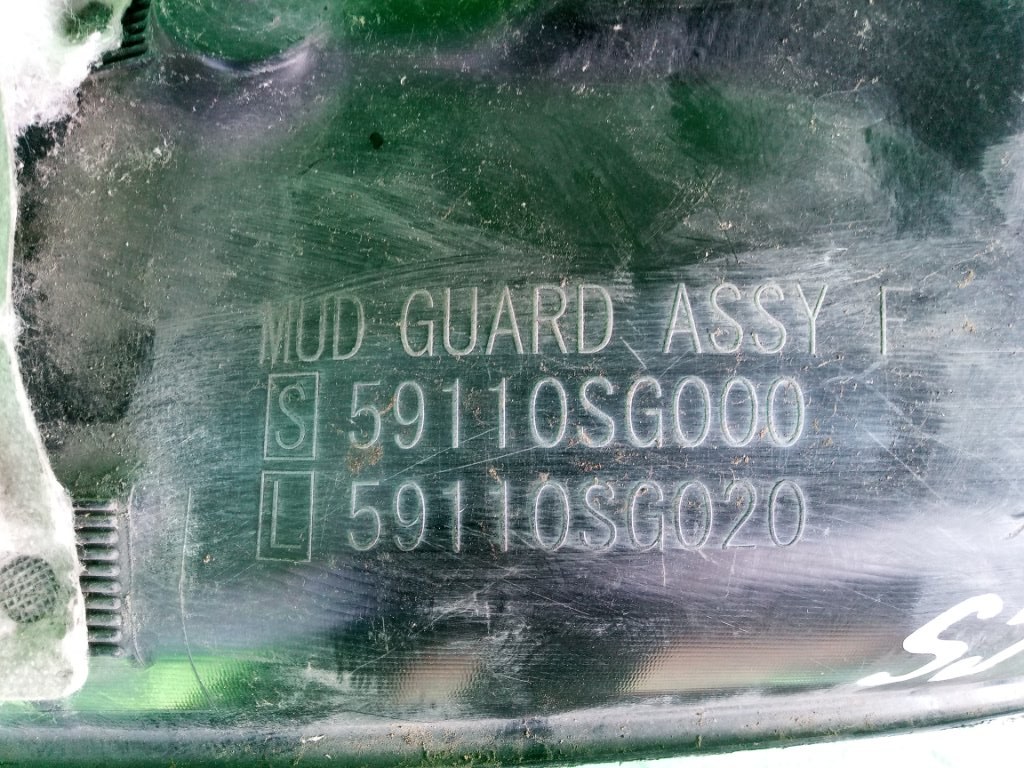 MUD GUARD ASSY F
S 59110SG000
L 59110SG020